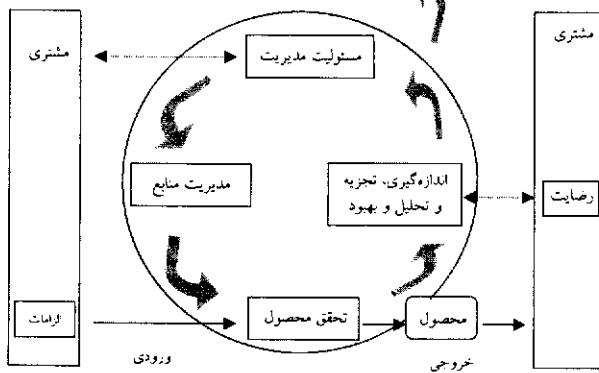 مشتری
مشتری
مسئولیت مدیریت
مدیریت منابع
اندازه‌گیری، تجزیه
و تحلیل و بهبود
رضایت
الزامات
تحقق محصول
محصول
ورودی
خروجی